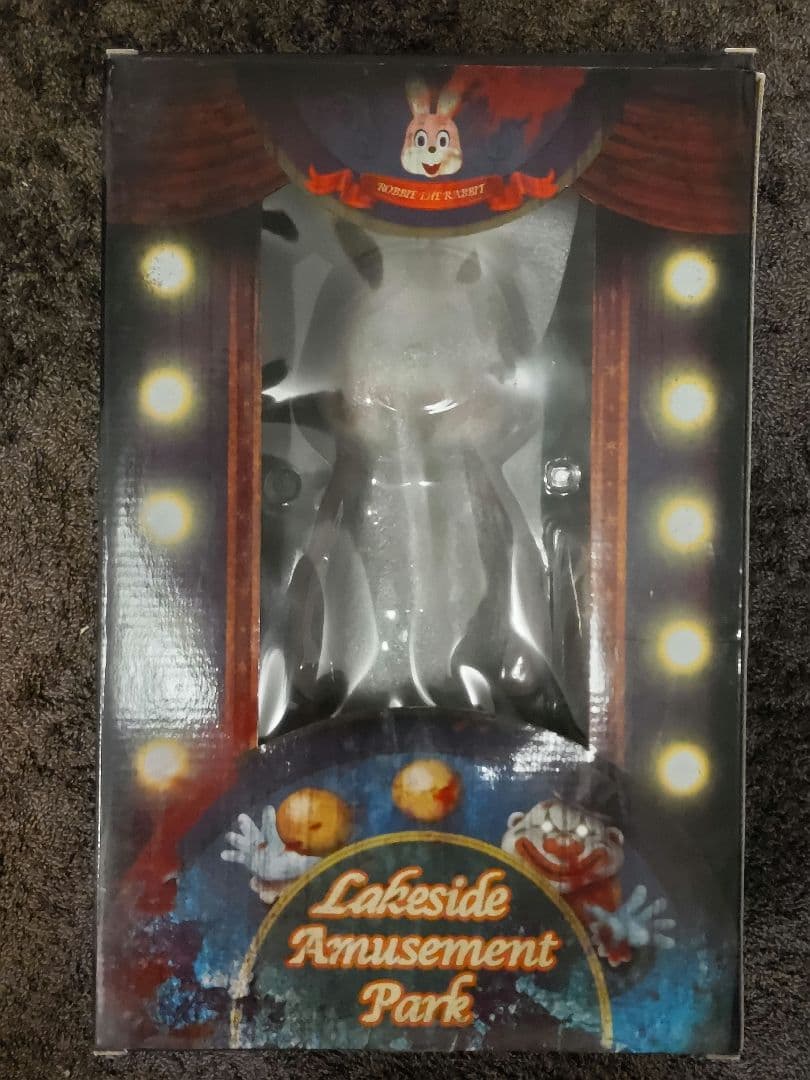 ROBBIE THE RABBIT
Lakeside
Amusement
Park